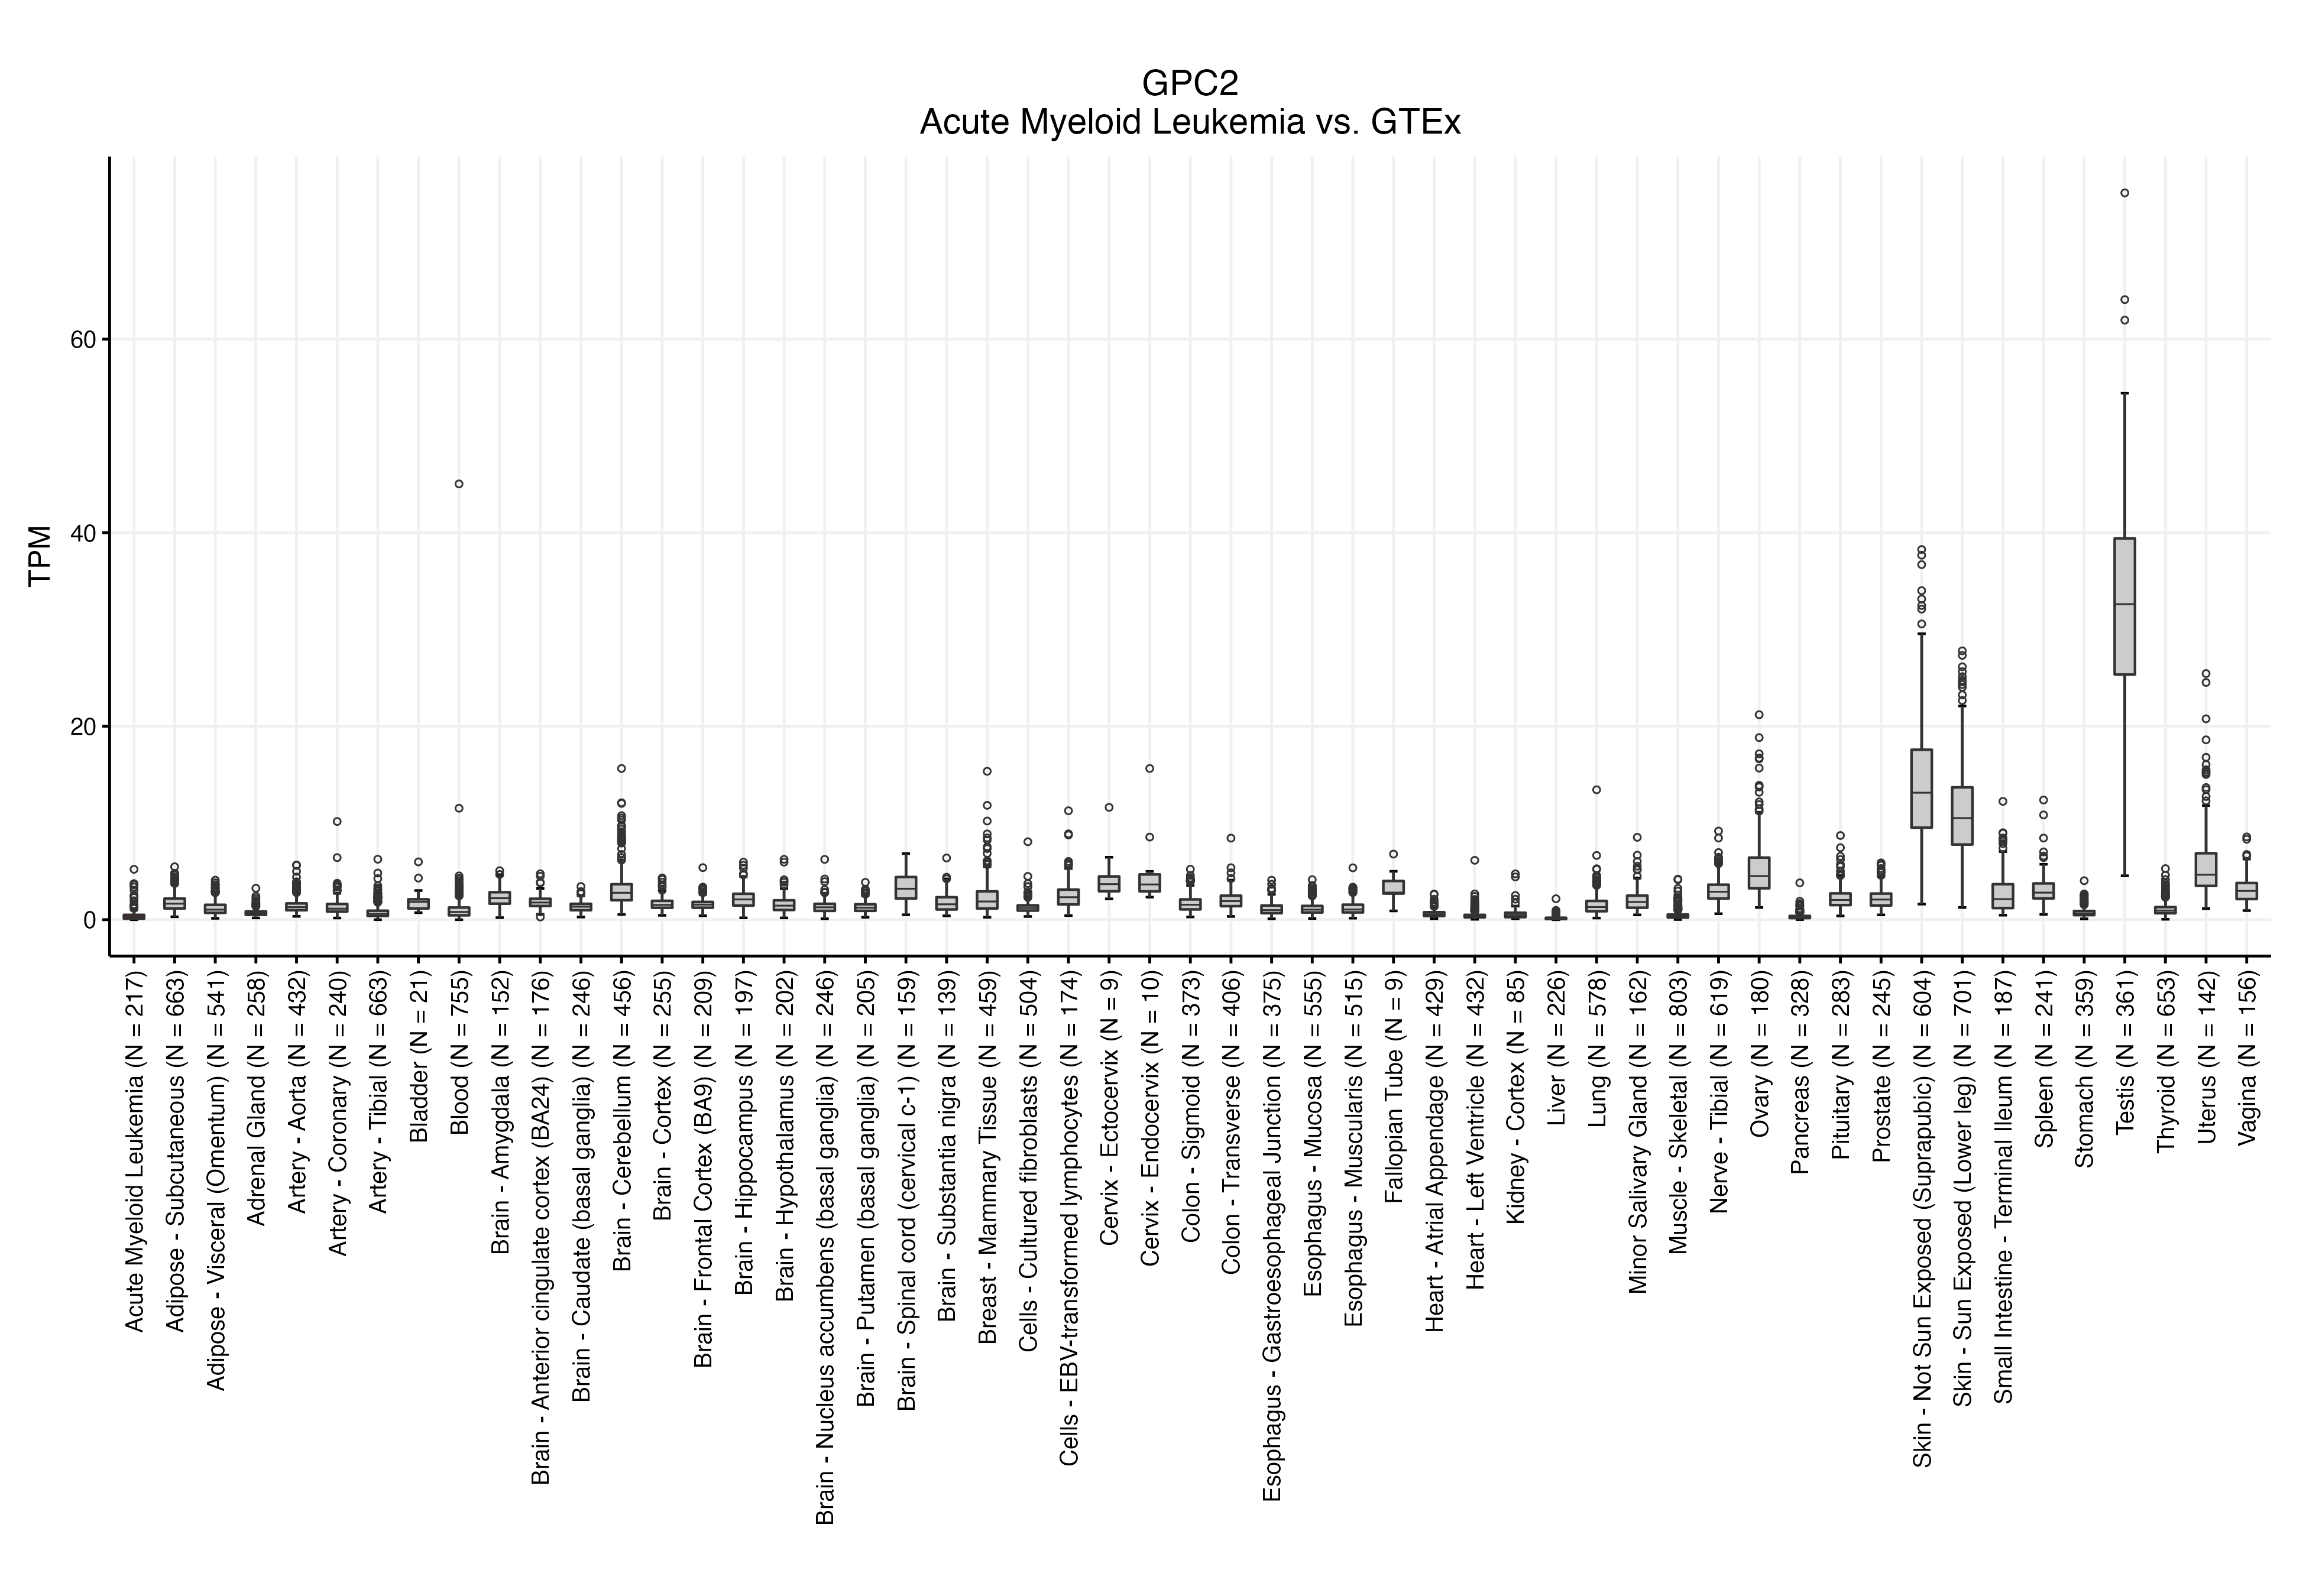 GPC2
Acute Myeloid Leukemia vs. GTEx
TPM
60
40
20
0
Acute Myeloid Leukemia (N = 217)
Adipose - Subcutaneous (N = 663)
Adipose - Visceral (Omentum) (N = 541)
Adrenal Gland (N = 258)
Artery - Aorta (N = 432)
Artery - Coronary (N = 240)
Artery - Tibial (N = 663)
Bladder (N = 21)
Blood (N = 755)
Brain - Amygdala (N = 152)
Brain - Anterior cingulate cortex (BA24) (N = 176)
Brain - Caudate (basal ganglia) (N = 246)
Brain - Cerebellum (N = 456)
Brain - Cortex (N = 255)
Brain - Frontal Cortex (BA9) (N = 209)
Brain - Hippocampus (N = 197)
Brain - Hypothalamus (N = 202)
Brain - Nucleus accumbens (basal ganglia) (N = 246)
Brain - Putamen (basal ganglia) (N = 205)
Brain - Spinal cord (cervical c-1) (N = 159)
Brain - Substantia nigra (N = 139)
Breast - Mammary Tissue (N = 459)
Cells - Cultured fibroblasts (N = 504)
Cells - EBV-transformed lymphocytes (N = 174)
Cervix - Ectocervix (N = 9)
Cervix - Endocervix (N = 10)
Colon - Sigmoid (N = 373)
Colon - Transverse (N = 406)
Esophagus - Gastroesophageal Junction (N = 375)
Esophagus - Mucosa (N = 555)
Esophagus - Muscularis (N = 515)
Fallopian Tube (N = 9)
Heart - Atrial Appendage (N = 429)
Heart - Left Ventricle (N = 432)
Kidney - Cortex (N = 85)
Liver (N = 226)
Lung (N = 578)
Minor Salivary Gland (N = 162)
Muscle - Skeletal (N = 803)
Nerve - Tibial (N = 619)
Ovary (N = 180)
Pancreas (N = 328)
Pituitary (N = 283)
Prostate (N = 245)
Skin - Not Sun Exposed (Suprapubic) (N = 604)
Skin - Sun Exposed (Lower leg) (N = 701)
Small Intestine - Terminal Ileum (N = 187)
Spleen (N = 241)
Stomach (N = 359)
Testis (N = 361)
Thyroid (N = 653)
Uterus (N = 142)
Vagina (N = 156)